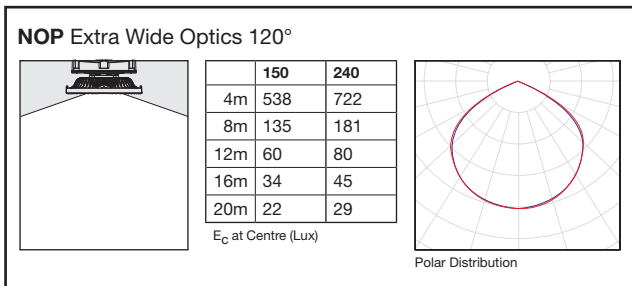 NOP Extra Wide Optics 120°
150 240
4m 538 722
8m 135 181
12m 60 80
16m 34 45
20m 22 29
EC at Centre (Lux)
Polar Distribution